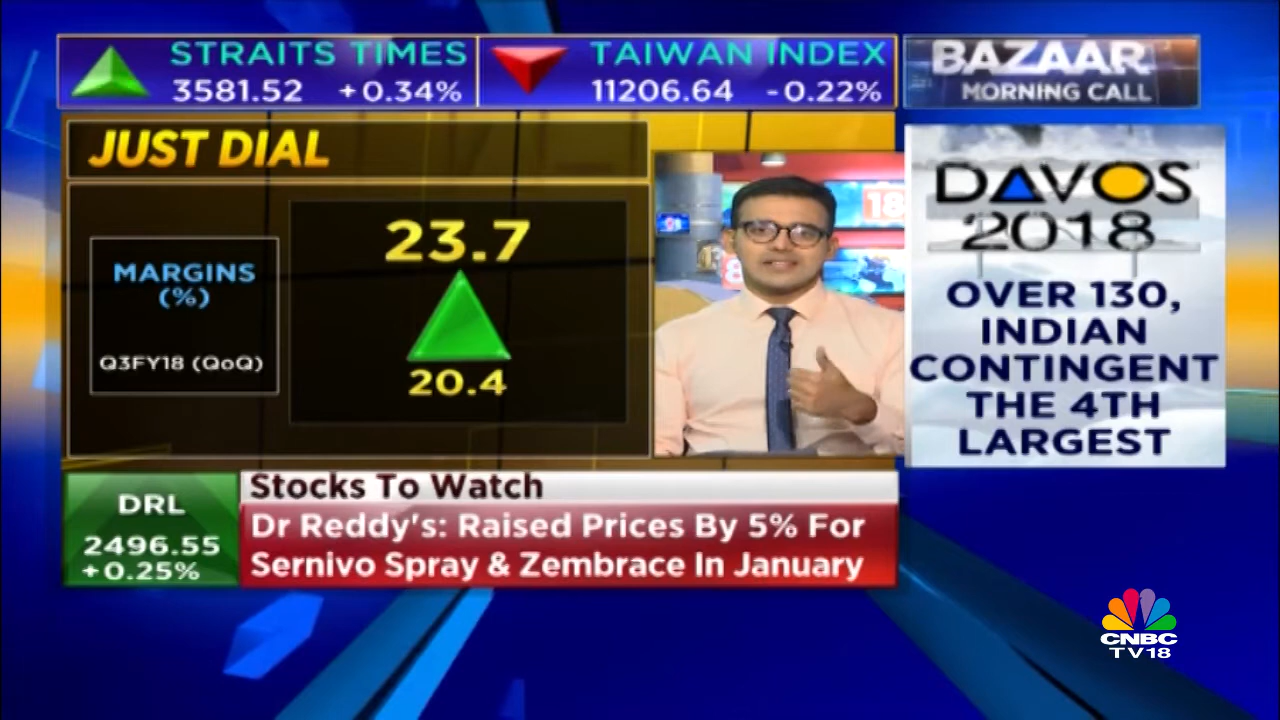 STRAITS TIMES
3581.52 +0.34%
TAIWAN INDEX
11206.64 -0.22%
BAZAAR
MORNING CALL
JUST DIAL
MARGINS
(%)
Q3FY18 (QoQ)
23.7
20.4
18
DAVOS
2018
OVER 130,
INDIAN
CONTINGENT
THE 4TH
LARGEST
DRL
2496.55
+0.25%
Stocks To Watch
Dr Reddy's: Raised Prices By 5% For
Sernivo Spray & Zembrace In January
CNBC
TV18